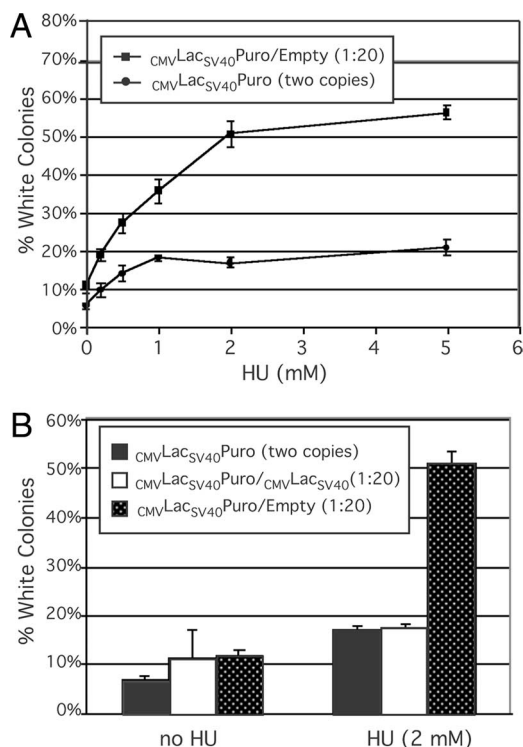 A
80%
70%
60%
50%
40%
30%
20%
10%
0%
% White Colonies
CMVLacSV40Puro/Empty (1:20)
CMVLacSV40Puro (two copies)
0 1 2 3 4 5 6
HU (mM)
B
60%
50%
40%
30%
20%
10%
0%
% White Colonies
CMVLacSV40Puro (two copies)
CMVLacSV40Puro/CMVLacSV40(1:20)
CMVLacSV40Puro/Empty (1:20)
no HU HU (2 mM)